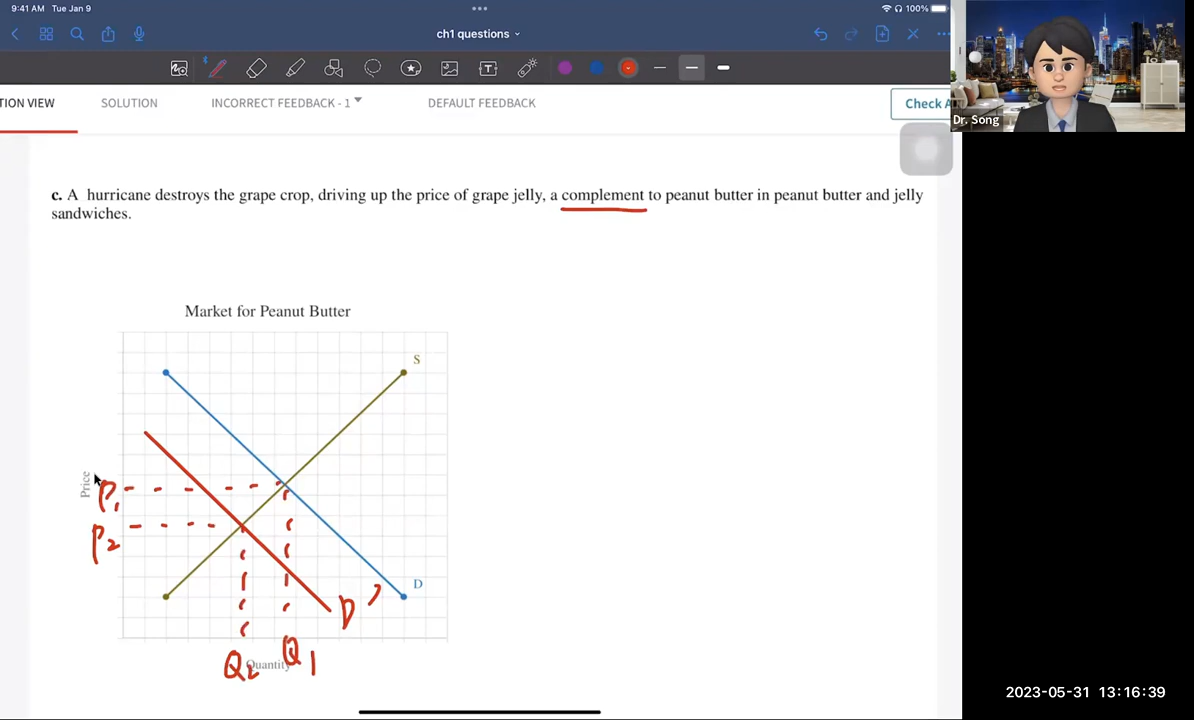 9:41 AM Tue Jan 9
100%
ch1 questions
TION VIEW
SOLUTION
INCORRECT FEEDBACK - 1
DEFAULT FEEDBACK
Check A
Dr. Song
c. A hurricane destroys the grape crop, driving up the price of grape jelly, a complement to peanut butter in peanut butter and jelly
sandwiches.
Market for Peanut Butter
S
Price
P1
P2
D
D'
Q2
Quantity
Q1
2023-05-31 13:16:39